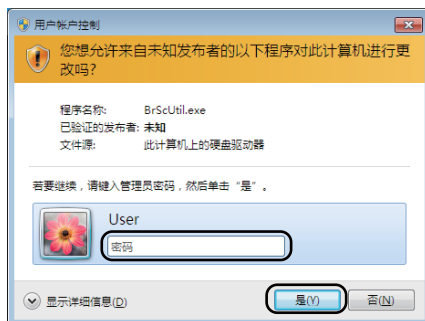 用户帐户控制
您想允许来自未知发布者的以下程序对此计算机进行更
改吗?
程序名称: BrScUtil.exe
已验证的发布者: 未知
文件源: 此计算机上的硬盘驱动器
若要继续，请键入管理员密码，然后单击“是”。
User
密码
显示详细信息(D)
是(Y)
否(N)